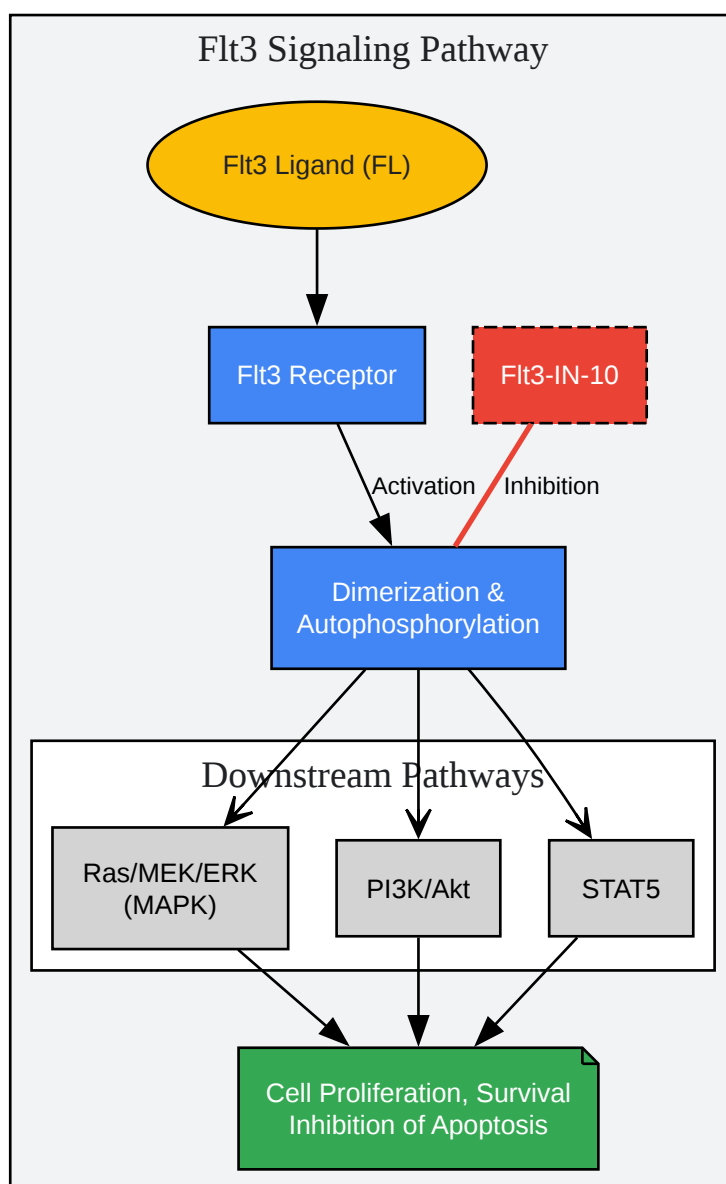 Flt3 Signaling Pathway
Flt3 Ligand (FL)
Flt3 Receptor
Flt3-IN-10
Activation
Inhibition
Dimerization &
Autophosphorylation
Downstream Pathways
Ras/MEK/ERK
(MAPK)
PI3K/Akt
STAT5
Cell Proliferation, Survival
Inhibition of Apoptosis